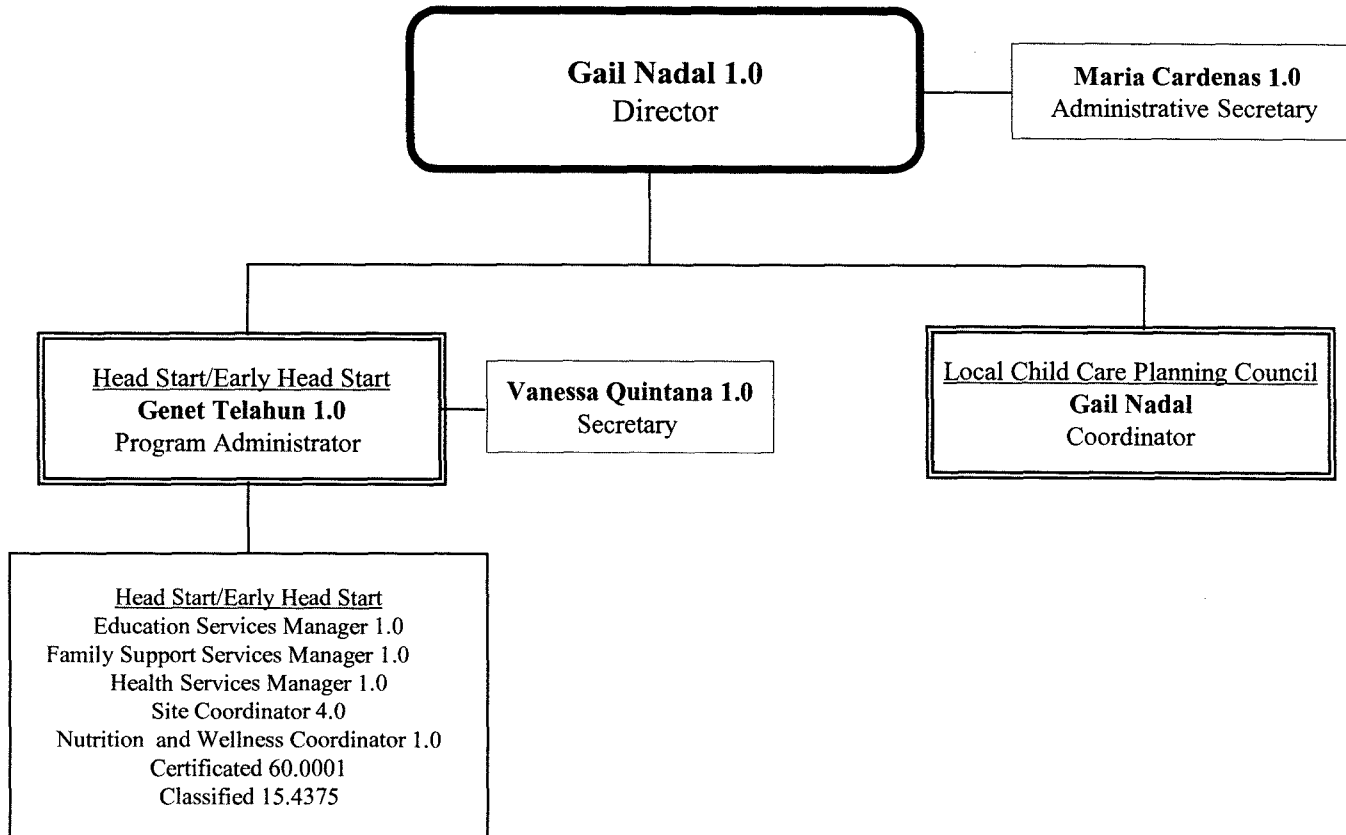 Gail Nadal 1.0
Director
Maria Cardenas 1.0
Administrative Secretary
Head Start/Early Head Start
Genet Telahun 1.0
Program Administrator
Vanessa Quintana 1.0
Secretary
Local Child Care Planning Council
Gail Nadal
Coordinator
Head Start/Early Head Start
Education Services Manager 1.0
Family Support Services Manager 1.0
Health Services Manager 1.0
Site Coordinator 4.0
Nutrition and Wellness Coordinator 1.0
Certificated 60.0001
Classified 15.4375